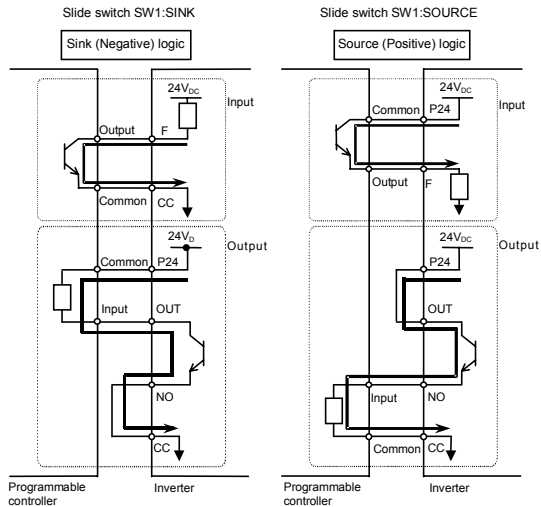 Slide switch SW1:SINK
Sink (Negative) logic
24VDC
Input
Output
F
Common
CC
24VD
Output
Common
P24
Input
OUT
NO
CC
Programmable
controller
Inverter
Slide switch SW1:SOURCE
Source (Positive) logic
24VDC
Common
P24
Input
Output
F
24VDC
Output
P24
OUT
Input
NO
Common
CC
Programmable
controller
Inverter